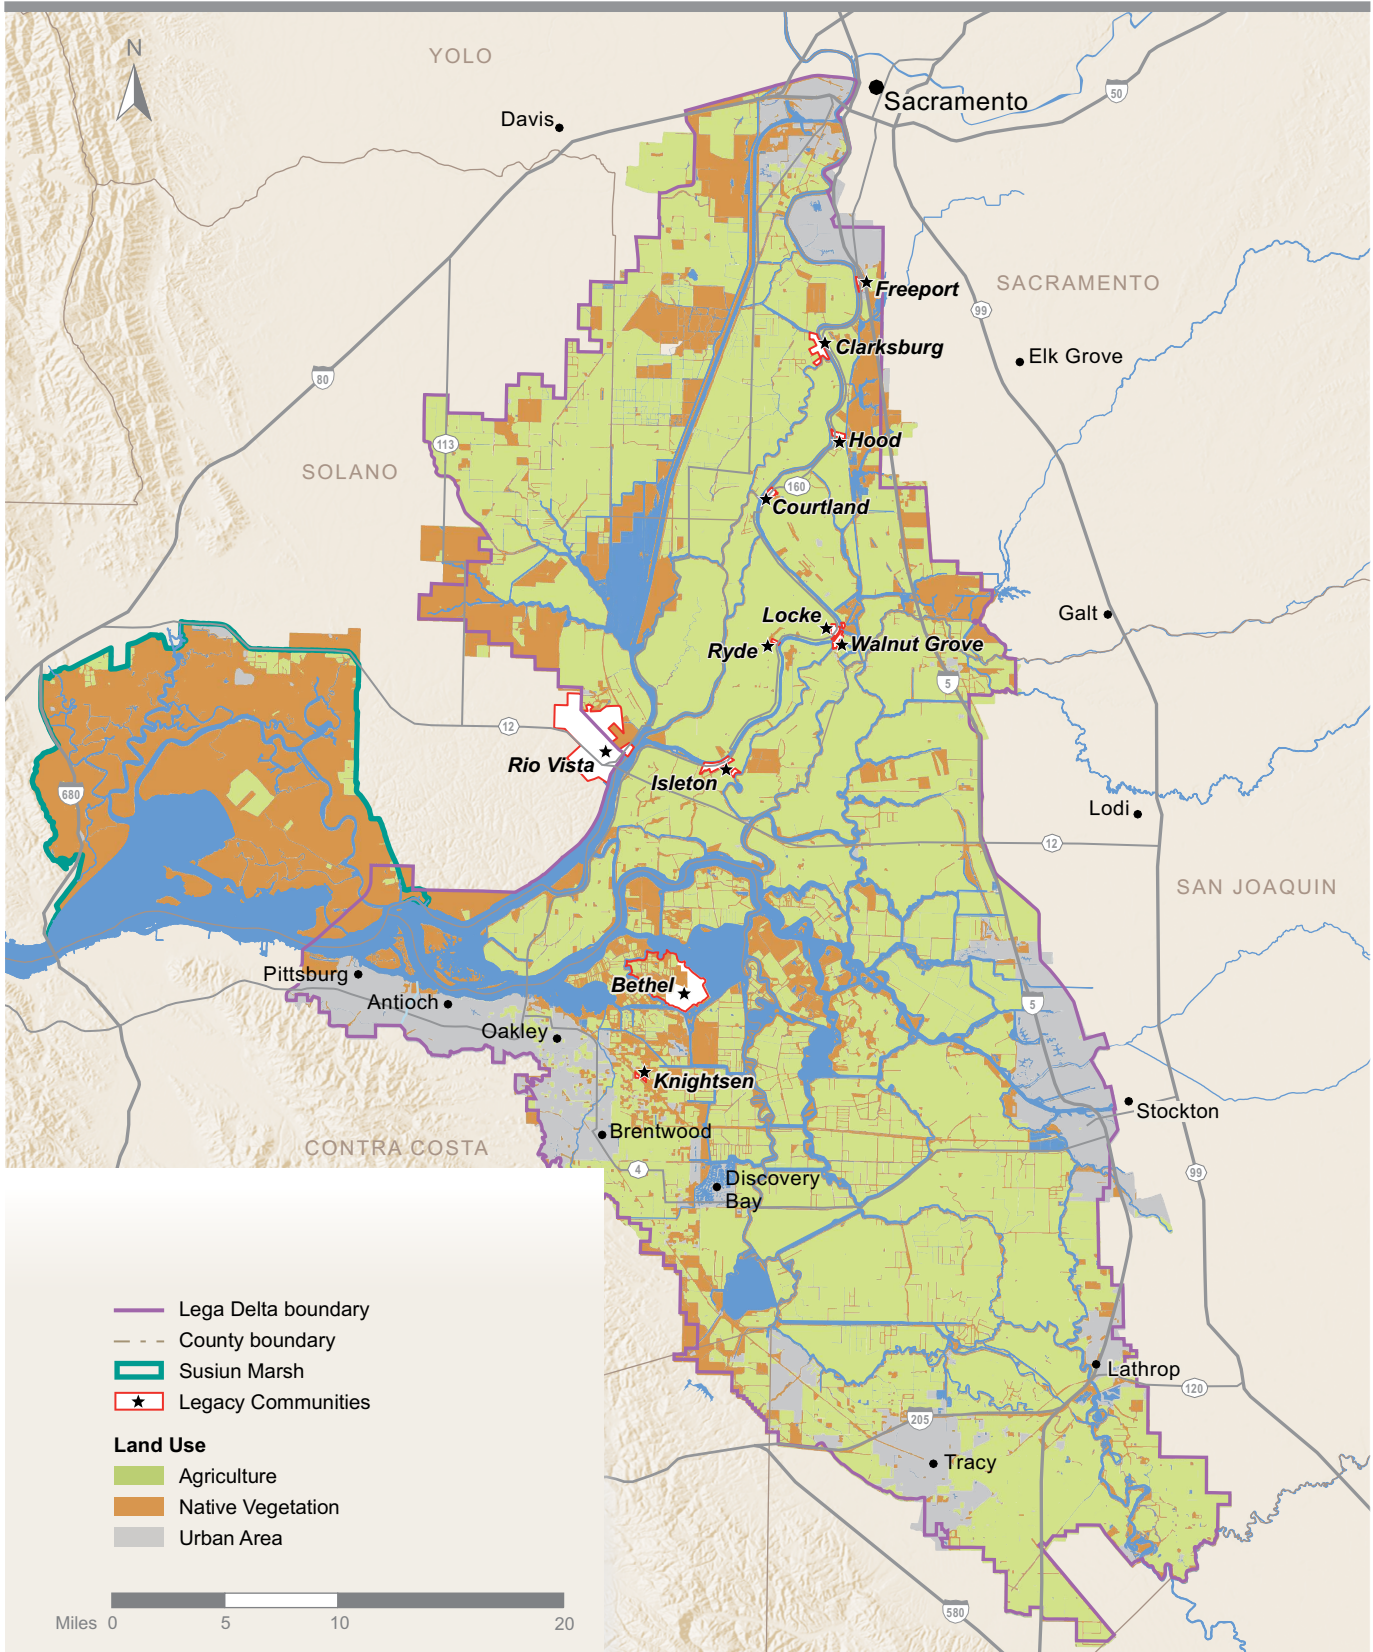 N
YOLO
Davis
Sacramento
50
SACRAMENTO
Freeport
99
Clarksburg
Elk Grove
80
113
Hood
SOLANO
160
Courtland
Locke
Galt
Ryde
Walnut Grove
5
12
Rio Vista
Isleton
680
Lodi
12
SAN JOAQUIN
Pittsburg
Bethel
Antioch
5
Oakley
Knightsen
Stockton
Brentwood
CONTRA COSTA
4
99
Discovery
Bay
Lega Delta boundary
County boundary
Susiun Marsh
Legacy Communities
Land Use
Agriculture
Native Vegetation
Urban Area
Lathrop
120
205
Tracy
580
Miles 0 5 10 20